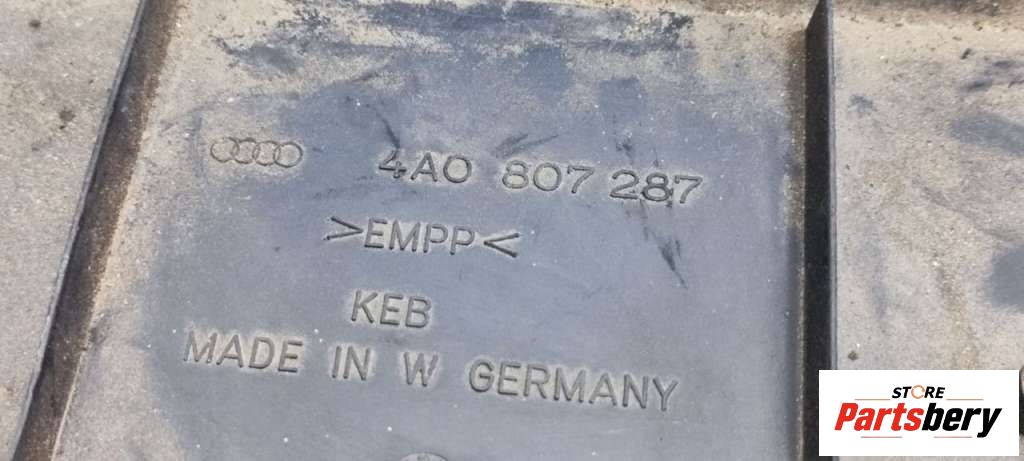 4A0 807 287
>EMPP<
KEB
MADE IN W GERMANY
STORE
Partsbery